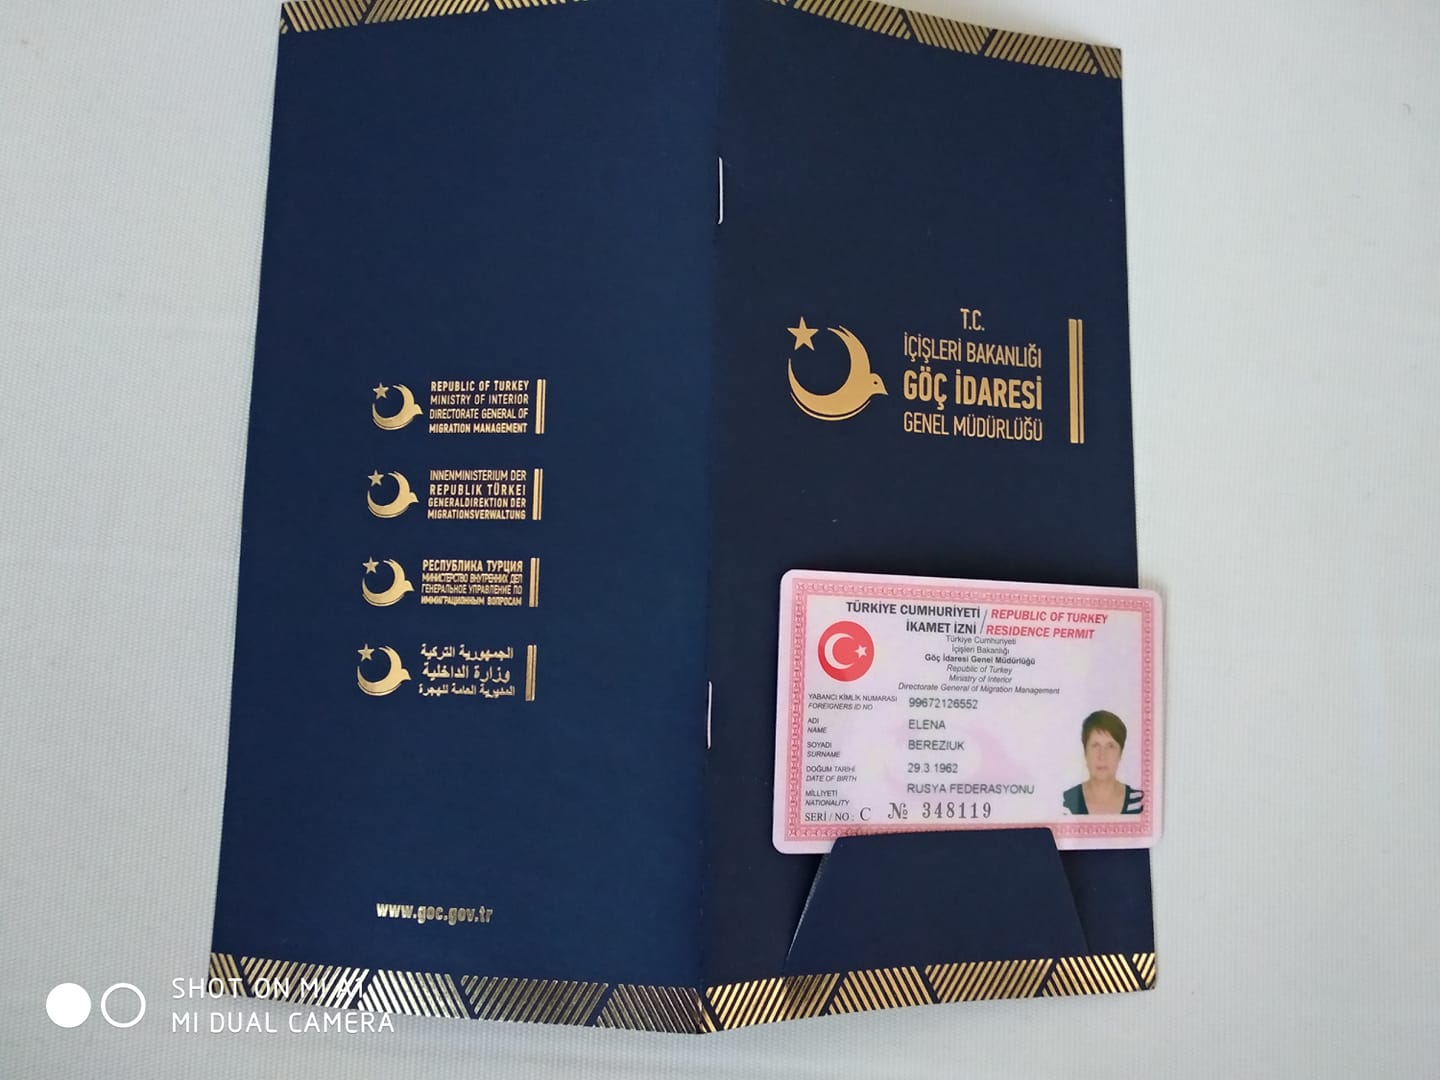 REPUBLIC OF TURKEY
MINISTRY OF INTERIOR
DIRECTORATE GENERAL OF
MIGRATION MANAGEMENT
INNENMINISTERIUM DER
REPUBLIK TÜRKEI
GENERALDIREKTION DER
MIGRATIONSVERWALTUNG
РЕСПУБЛИКА ТУРЦИЯ
МИНИСТЕРСТВО ВНУТРЕННИХ ДЕЛ
ГЕНЕРАЛЬНОЕ УПРАВЛЕНИЕ ПО
ИММИГРАЦИОННЫМ ВОПРОСАМ
الجمهورية التركية
وزارة الداخلية
المديرية العامة للهجرة
www.goc.gov.tr
T.C.
İÇİŞLERİ BAKANLIĞI
GÖÇ İDARESİ
GENEL MÜDÜRLÜĞÜ
TÜRKİYE CUMHURİYETİ / REPUBLIC OF TURKEY
İKAMET İZNİ / RESIDENCE PERMIT
Türkiye Cumhuriyeti
İçişleri Bakanlığı
Göç İdaresi Genel Müdürlüğü
Republic of Turkey
Ministry of Interior
Directorate General of Migration Management
YABANCI KİMLİK NUMARASI 99672126552
FOREIGNERS ID NO
ADI ELENA
NAME
SOYADI BEREZIUK
SURNAME
DOĞUM TARİHİ 29.3.1962
DATE OF BIRTH
MİLLİYETİ RUSYA FEDERASYONU
NATIONALITY
SERİ / NO : C № 348119
SHOT ON MI A1
MI DUAL CAMERA